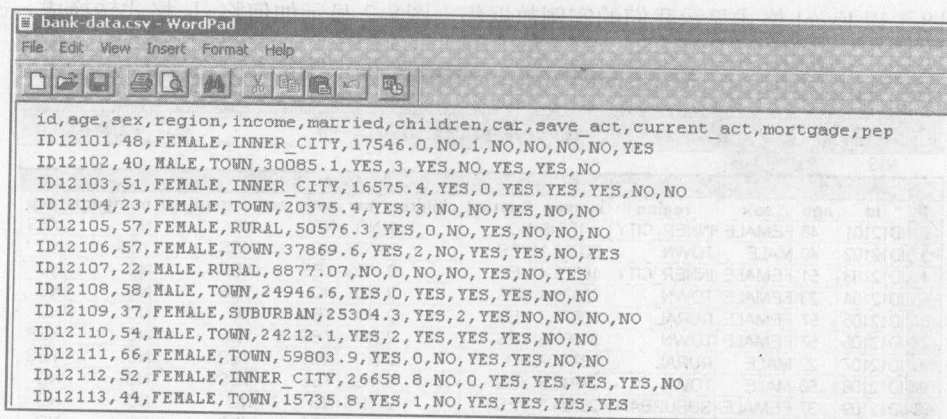 bank-data.csv - WordPad
File Edit View Insert Format Help
id,age,sex,region,income,married,children,car,save_act,current_act,mortgage,pep
ID12101,48,FEMALE,INNER_CITY,17546.0,NO,1,NO,NO,NO,NO,YES
ID12102,40,MALE,TOWN,30085.1,YES,3,YES,NO,YES,YES,NO
ID12103,51,FEMALE,INNER_CITY,16575.4,YES,0,YES,YES,YES,NO,NO
ID12104,23,FEMALE,TOWN,20375.4,YES,3,NO,NO,YES,NO,NO
ID12105,57,FEMALE,RURAL,50576.3,YES,0,NO,YES,NO,NO,NO
ID12106,57,FEMALE,TOWN,37869.6,YES,2,NO,YES,YES,NO,YES
ID12107,22,MALE,RURAL,8877.07,NO,0,NO,NO,YES,NO,YES
ID12108,58,MALE,TOWN,24946.6,YES,0,YES,YES,YES,NO,NO
ID12109,37,FEMALE,SUBURBAN,25304.3,YES,2,YES,NO,NO,NO,NO
ID12110,54,MALE,TOWN,24212.1,YES,2,YES,YES,YES,NO,NO
ID12111,66,FEMALE,TOWN,59803.9,YES,0,NO,YES,YES,NO,NO
ID12112,52,FEMALE,INNER_CITY,26658.8,NO,0,YES,YES,YES,YES,NO
ID12113,44,FEMALE,TOWN,15735.8,YES,1,NO,YES,YES,YES,YES